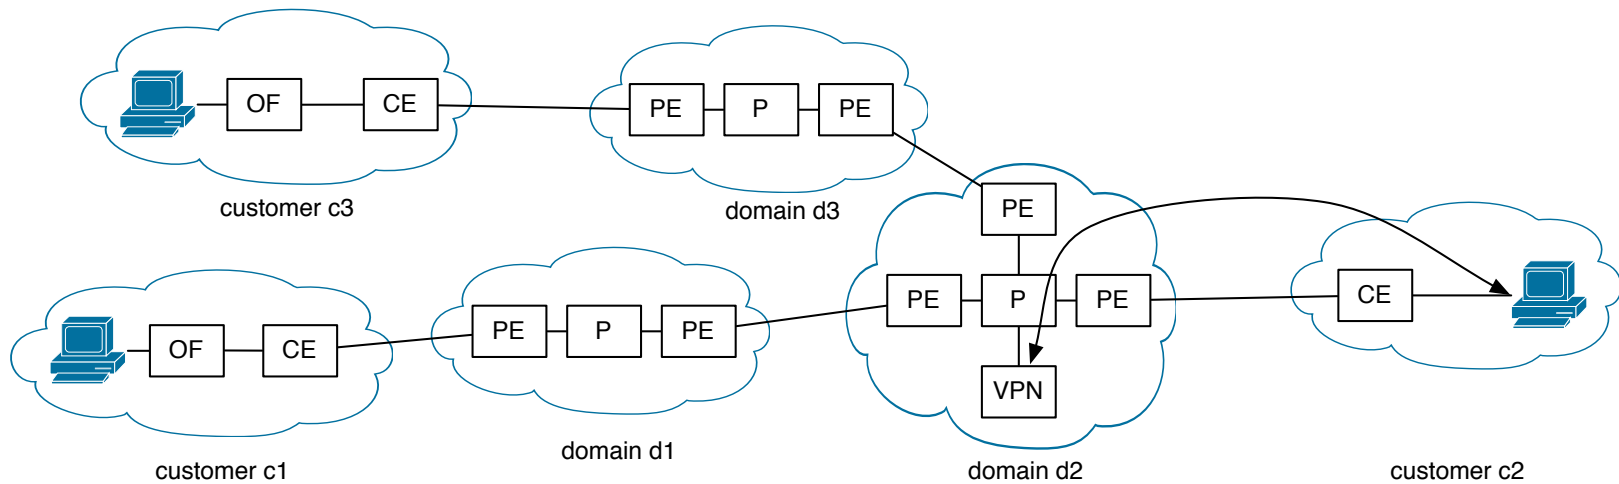 OF CE PE P PE
customer c3
domain d3
PE
PE P PE CE
OF CE PE P PE
VPN
domain d1
customer c1
domain d2
customer c2